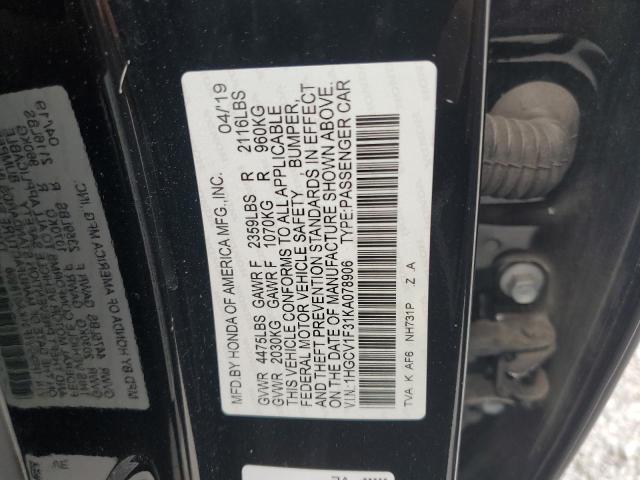 MFD.BY HONDA OF AMERICA MFG.,INC. 04/19
GVWR 4475LBS GAWR F 2359LBS R 2116LBS
GVWR 2030KG GAWR F 1070KG R 960KG
THIS VEHICLE CONFORMS TO ALL APPLICABLE
FEDERAL MOTOR VEHICLE SAFETY , BUMPER,
AND THEFT PREVENTION STANDARDS IN EFFECT
ON THE DATE OF MANUFACTURE SHOWN ABOVE.
V.I.N.:1HGCV1F31KA078906 TYPE:PASSENGER CAR
TVA K AF6 NH731P Z A